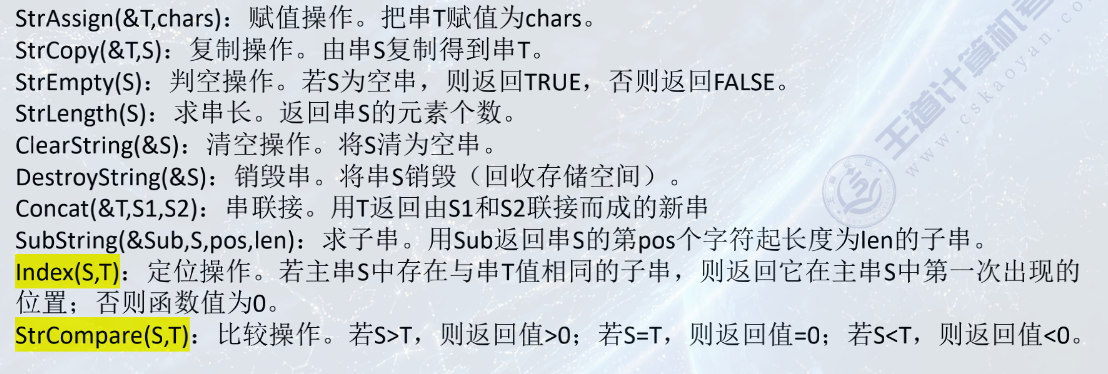 StrAssign(&T,chars)：赋值操作。把串T赋值为chars。
StrCopy(&T,S)：复制操作。由串S复制得到串T。
StrEmpty(S)：判空操作。若S为空串，则返回TRUE，否则返回FALSE。
StrLength(S)：求串长。返回串S的元素个数。
ClearString(&S)：清空操作。将S清为空串。
DestroyString(&S)：销毁串。将串S销毁（回收存储空间）。
Concat(&T,S1,S2)：串联接。用T返回由S1和S2联接而成的新串
SubString(&Sub,S,pos,len)：求子串。用Sub返回串S的第pos个字符起长度为len的子串。
Index(S,T)：定位操作。若主串S中存在与串T值相同的子串，则返回它在主串S中第一次出现的
位置；否则函数值为0。
StrCompare(S,T)：比较操作。若S>T，则返回值>0；若S=T，则返回值=0；若S<T，则返回值<0。
王道计算机考
www.cskaoyan.co